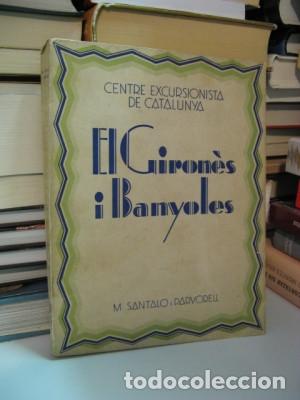 CENTRE EXCURSIONISTA
DE CATALUNYA
El Gironès
i Banyoles
M SANTALO i PARVORELL
todocoleccion